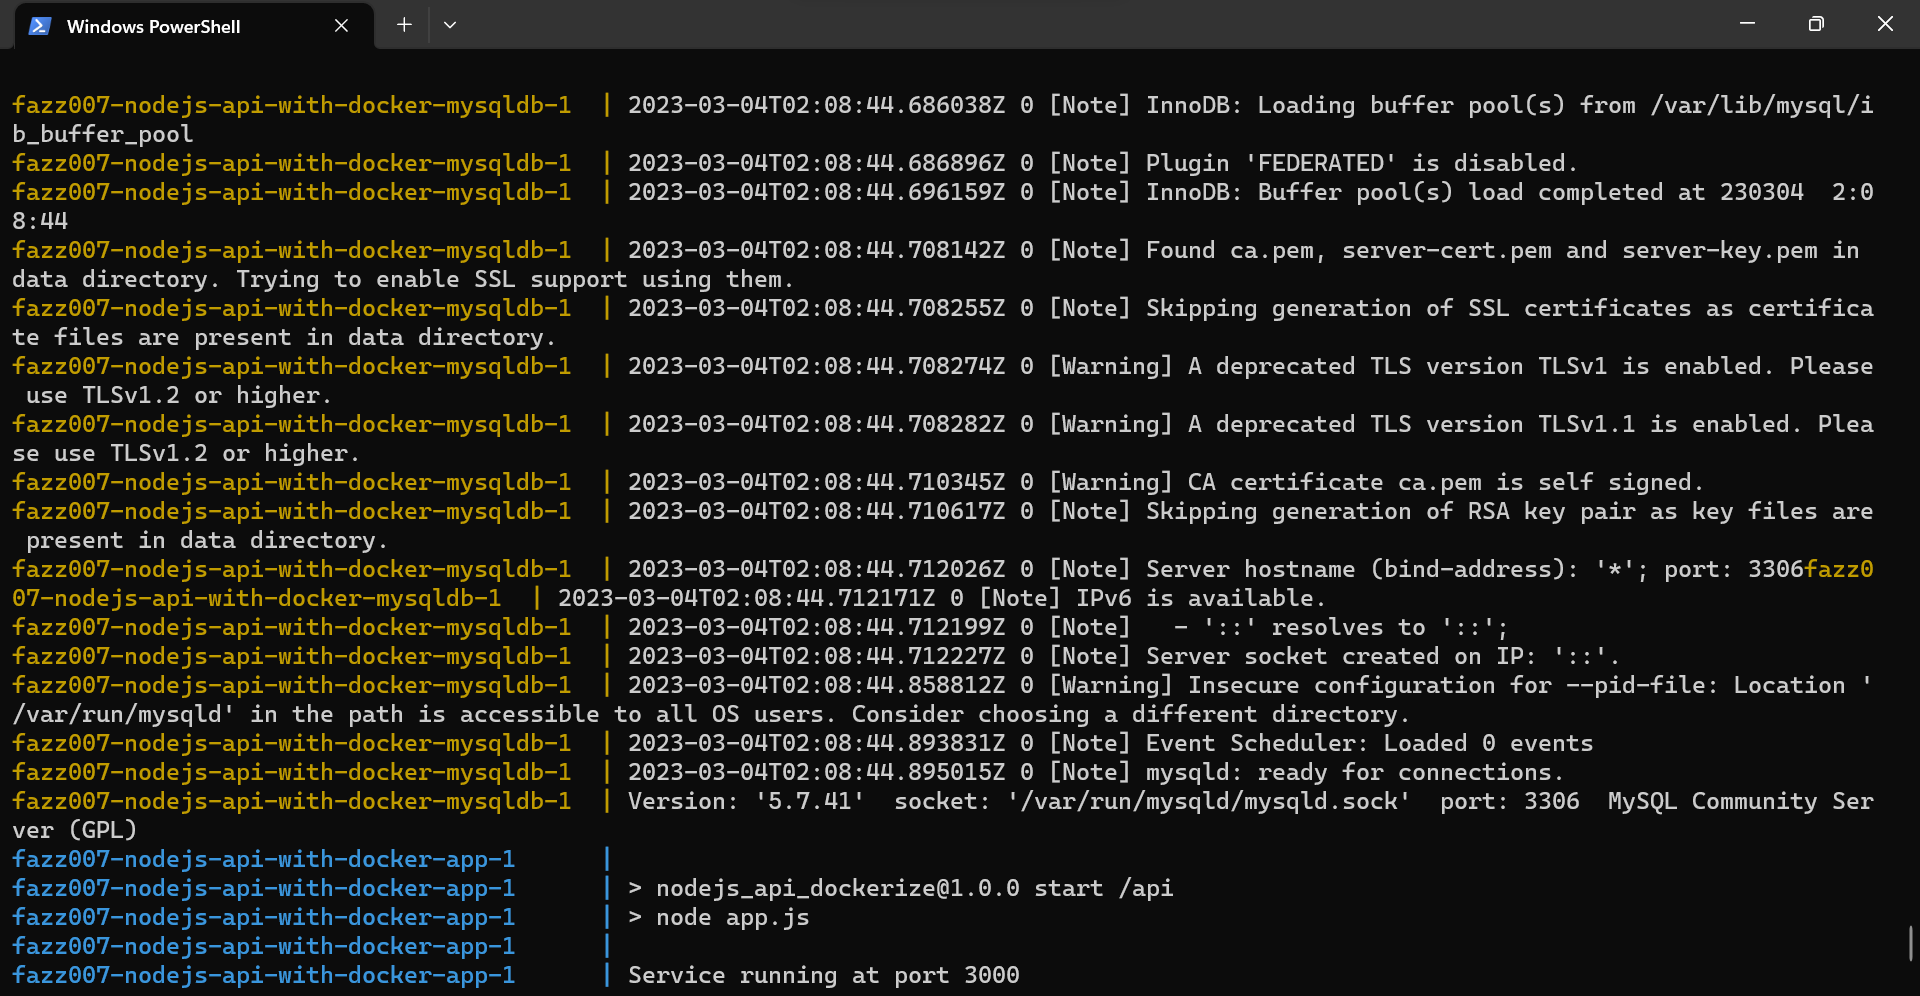 Windows PowerShell
fazz007-nodejs-api-with-docker-mysqldb-1  | 2023-03-04T02:08:44.686038Z 0 [Note] InnoDB: Loading buffer pool(s) from /var/lib/mysql/i
b_buffer_pool
fazz007-nodejs-api-with-docker-mysqldb-1  | 2023-03-04T02:08:44.686896Z 0 [Note] Plugin 'FEDERATED' is disabled.
fazz007-nodejs-api-with-docker-mysqldb-1  | 2023-03-04T02:08:44.696159Z 0 [Note] InnoDB: Buffer pool(s) load completed at 230304  2:0
8:44
fazz007-nodejs-api-with-docker-mysqldb-1  | 2023-03-04T02:08:44.708142Z 0 [Note] Found ca.pem, server-cert.pem and server-key.pem in
data directory. Trying to enable SSL support using them.
fazz007-nodejs-api-with-docker-mysqldb-1  | 2023-03-04T02:08:44.708255Z 0 [Note] Skipping generation of SSL certificates as certifica
te files are present in data directory.
fazz007-nodejs-api-with-docker-mysqldb-1  | 2023-03-04T02:08:44.708274Z 0 [Warning] A deprecated TLS version TLSv1 is enabled. Please
 use TLSv1.2 or higher.
fazz007-nodejs-api-with-docker-mysqldb-1  | 2023-03-04T02:08:44.708282Z 0 [Warning] A deprecated TLS version TLSv1.1 is enabled. Plea
se use TLSv1.2 or higher.
fazz007-nodejs-api-with-docker-mysqldb-1  | 2023-03-04T02:08:44.710345Z 0 [Warning] CA certificate ca.pem is self signed.
fazz007-nodejs-api-with-docker-mysqldb-1  | 2023-03-04T02:08:44.710617Z 0 [Note] Skipping generation of RSA key pair as key files are
 present in data directory.
fazz007-nodejs-api-with-docker-mysqldb-1  | 2023-03-04T02:08:44.712026Z 0 [Note] Server hostname (bind-address): '*'; port: 3306fazz0
07-nodejs-api-with-docker-mysqldb-1  | 2023-03-04T02:08:44.712171Z 0 [Note] IPv6 is available.
fazz007-nodejs-api-with-docker-mysqldb-1  | 2023-03-04T02:08:44.712199Z 0 [Note]   - '::' resolves to '::';
fazz007-nodejs-api-with-docker-mysqldb-1  | 2023-03-04T02:08:44.712227Z 0 [Note] Server socket created on IP: '::'.
fazz007-nodejs-api-with-docker-mysqldb-1  | 2023-03-04T02:08:44.858812Z 0 [Warning] Insecure configuration for --pid-file: Location '
/var/run/mysqld' in the path is accessible to all OS users. Consider choosing a different directory.
fazz007-nodejs-api-with-docker-mysqldb-1  | 2023-03-04T02:08:44.893831Z 0 [Note] Event Scheduler: Loaded 0 events
fazz007-nodejs-api-with-docker-mysqldb-1  | 2023-03-04T02:08:44.895015Z 0 [Note] mysqld: ready for connections.
fazz007-nodejs-api-with-docker-mysqldb-1  | Version: '5.7.41'  socket: '/var/run/mysqld/mysqld.sock'  port: 3306  MySQL Community Ser
ver (GPL)
fazz007-nodejs-api-with-docker-app-1      |
fazz007-nodejs-api-with-docker-app-1      | > nodejs_api_dockerize@1.0.0 start /api
fazz007-nodejs-api-with-docker-app-1      | > node app.js
fazz007-nodejs-api-with-docker-app-1      |
fazz007-nodejs-api-with-docker-app-1      | Service running at port 3000